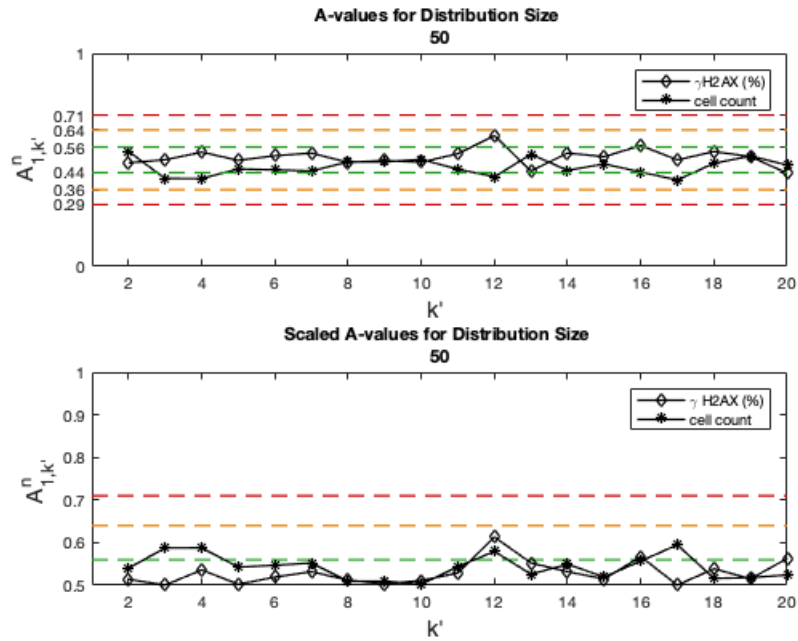 A-values for Distribution Size
50
1
0.71
0.64
0.56
0.44
0.36
0.29
0
A^n_{1,k'}
γH2AX (%)
cell count
2 4 6 8 10 12 14 16 18 20
k'
Scaled A-values for Distribution Size
50
1
0.9
0.8
0.7
0.6
0.5
A^n_{1,k'}
γ H2AX (%)
cell count
2 4 6 8 10 12 14 16 18 20
k'